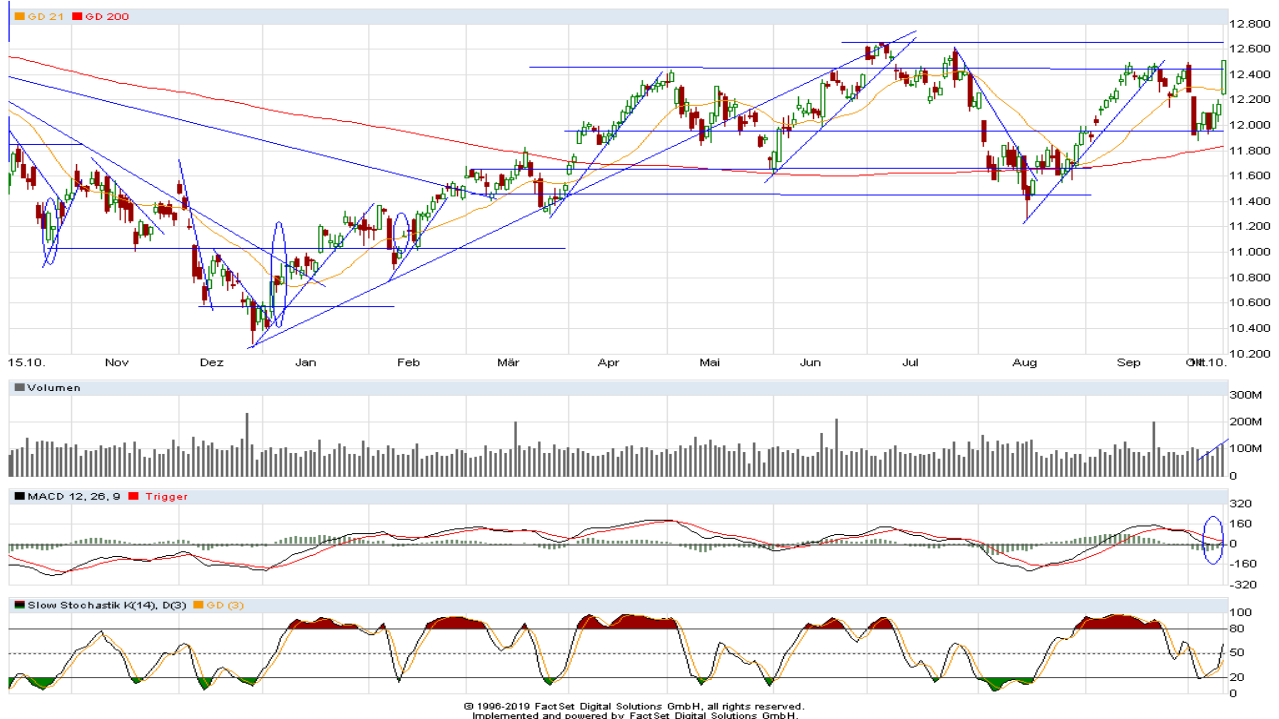 GD 21 GD 200
12.800
12.600
12.400
12.200
12.000
11.800
11.600
11.400
11.200
11.000
10.800
10.600
10.400
10.200
15.10. Nov Dez Jan Feb Mär Apr Mai Jun Jul Aug Sep
Volumen
300M
200M
100M
0
MACD 12, 26, 9 Trigger
320
160
0
-160
-320
Slow Stochastik K(14), D(3) GD (3)
100
80
50
20
0
© 1996-2019 FactSet Digital Solutions GmbH, all rights reserved.
Implemented and powered by FactSet Digital Solutions GmbH.